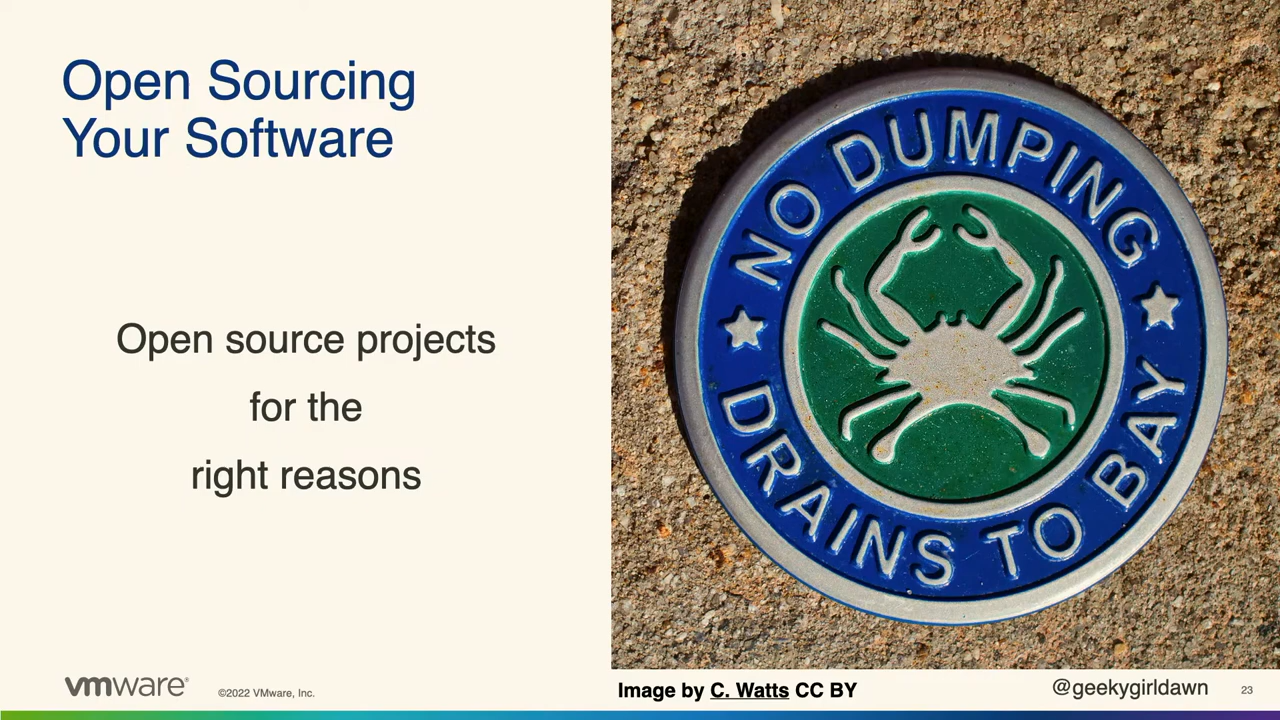 Open Sourcing
Your Software
Open source projects
for the
right reasons
NO DUMPING
DRAINS TO BAY
vmware®
©2022 VMware, Inc.
Image by C. Watts CC BY
@geekygirldawn
23